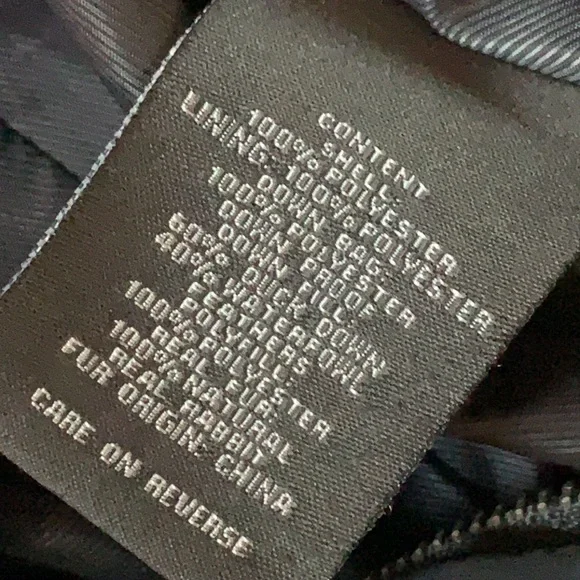 CONTENT
SHELL:
100% POLYESTER
LINING: 100% POLYESTER
DOWN BAG:
100% POLYESTER
DOWN PROOF
DOWN FILL
60% DUCK DOWN
40% WATERFOWL
FEATHERS
POLYFILL:
100% POLYESTER
REAL FUR:
100% NATURAL
REAL RABBIT
FUR ORIGIN: CHINA
CARE ON REVERSE